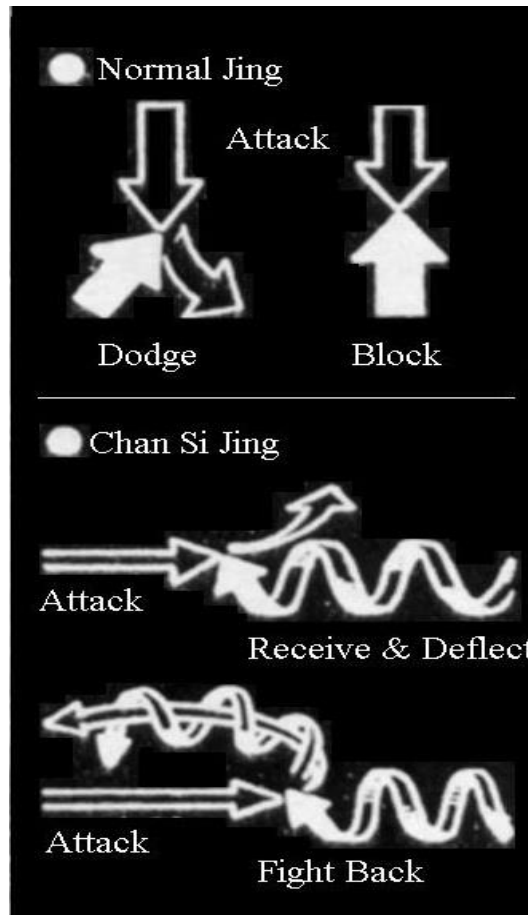 Normal Jing
Attack
Dodge Block
Chan Si Jing
Attack
Receive & Deflect
Attack
Fight Back